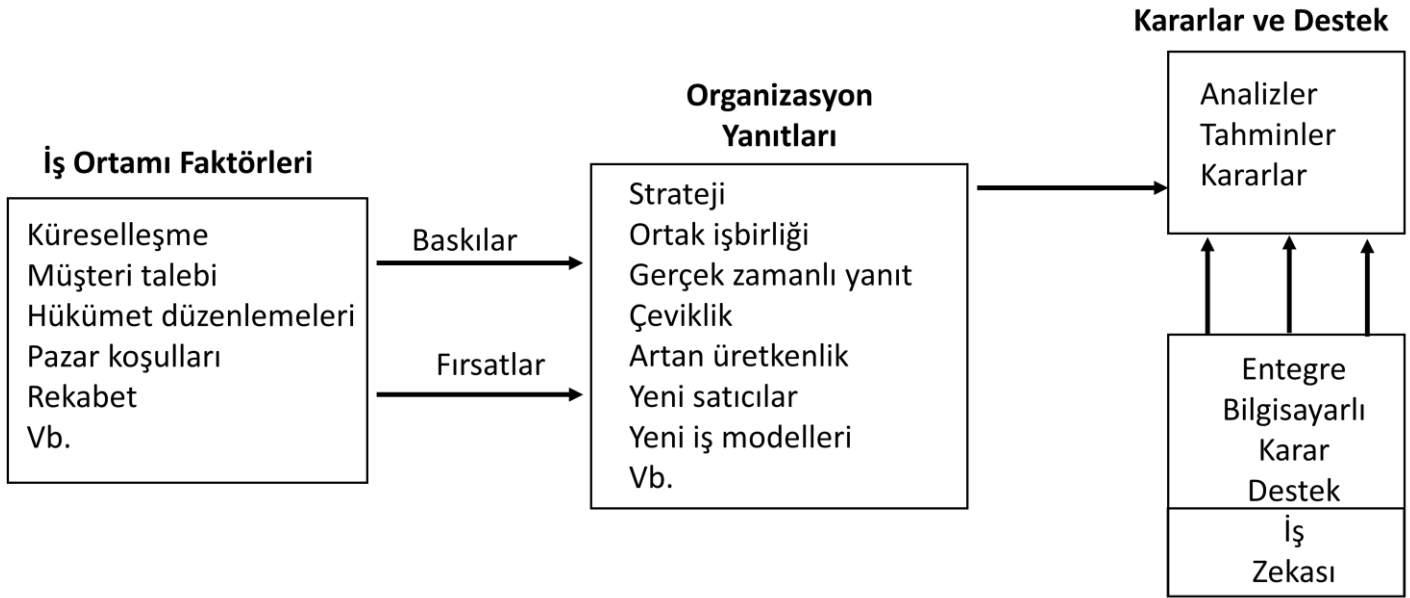 İş Ortamı Faktörleri
Küreselleşme
Müşteri talebi
Hükümet düzenlemeleri
Pazar koşulları
Rekabet
Vb.
Baskılar
Fırsatlar
Organizasyon
Yanıtları
Strateji
Ortak işbirliği
Gerçek zamanlı yanıt
Çeviklik
Artan üretkenlik
Yeni satıcılar
Yeni iş modelleri
Vb.
Kararlar ve Destek
Analizler
Tahminler
Kararlar
Entegre
Bilgisayarlı
Karar
Destek
İş
Zekası